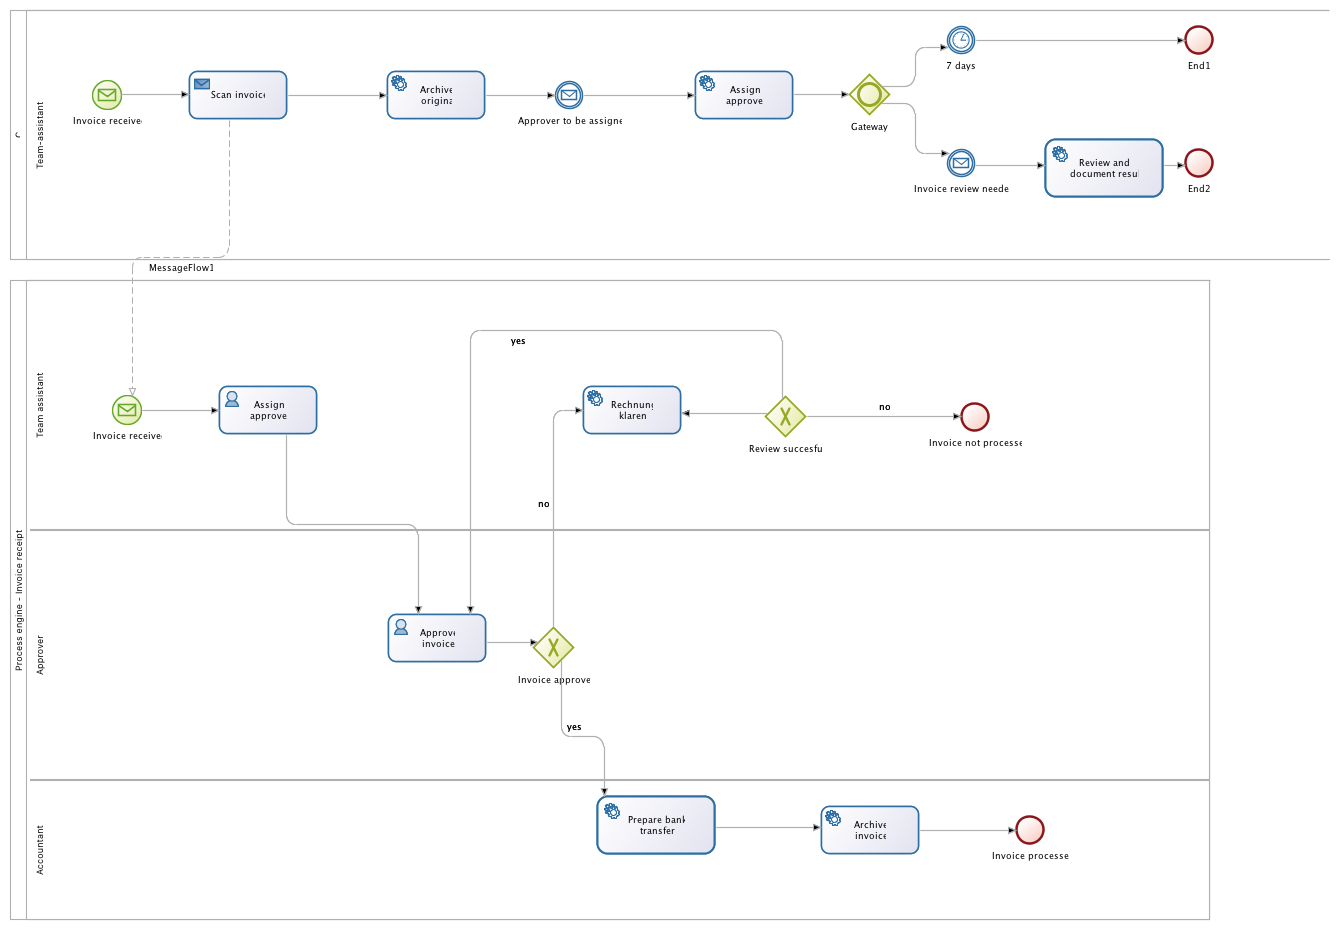 Team-assistant
Invoice receive
Scan invoic
Archive
origina
Approver to be assigne
Assign
approve
Gateway
7 days
End1
Invoice review neede
Review and
document resu
End2
MessageFlow1
Process engine - Invoice receipt
Team assistant
Invoice receive
Assign
approve
yes
Rechnung
klären
Review succesfu
no
Invoice not processe
no
Approver
Approve
invoice
Invoice approve
yes
Accountant
Prepare bank
transfer
Archive
invoice
Invoice processe